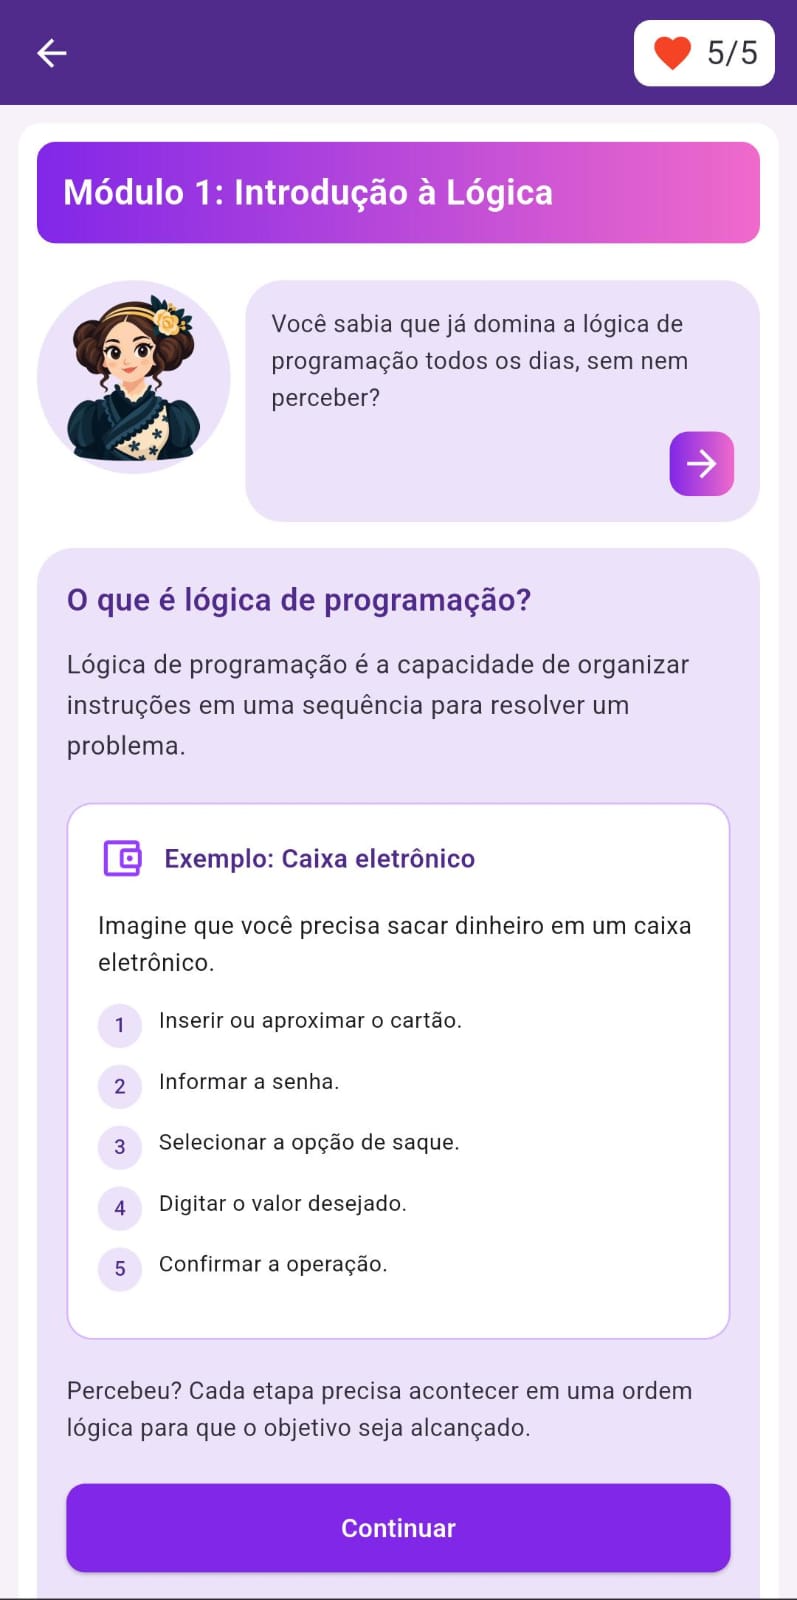 5/5
Módulo 1: Introdução à Lógica
Você sabia que já domina a lógica de
programação todos os dias, sem nem
perceber?
O que é lógica de programação?
Lógica de programação é a capacidade de organizar
instruções em uma sequência para resolver um
problema.
Exemplo: Caixa eletrônico
Imagine que você precisa sacar dinheiro em um caixa
eletrônico.
1 Inserir ou aproximar o cartão.
2 Informar a senha.
3 Selecionar a opção de saque.
4 Digitar o valor desejado.
5 Confirmar a operação.
Percebeu? Cada etapa precisa acontecer em uma ordem
lógica para que o objetivo seja alcançado.
Continuar